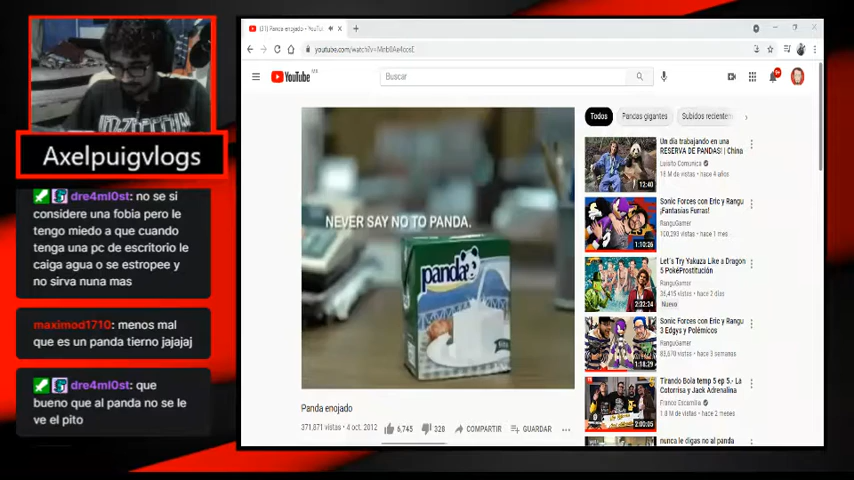 Axelpuigvlogs
dre4ml0st: no se si
considere una fobia pero le
tengo miedo a que cuando
tenga una pc de escritorio le
caiga agua o se estropee y
no sirva nuna mas
maximod1710: menos mal
que es un panda tierno jajajaj
dre4ml0st: que
bueno que al panda no se le
ve el pito
Panda enojado - YouTu
YouTube
Buscar
NEVER SAY NO TO PANDA.
panda
Panda enojado
371,871 vistas • 4 oct. 2012
6,745
328
COMPARTIR
GUARDAR
Todos
Pandas gigantes
Subidos recientem
Un día trabajando en una
RESERVA DE PANDAS! | China
Luisito Comunica
18 M de vistas • hace 4 años
12:40
Sonic Forces con Eric y Rangu
¡Fantasías Furras!
RanguGamer
100,293 vistas • hace 1 mes
1:10:26
Let's Try Yakuza Like a Dragon
5 PokéProstitución
RanguGamer
26,415 vistas • hace 2 días
Nuevo
2:32:24
Sonic Forces con Eric y Rangu
3 Edgys y Polémicos
RanguGamer
83,670 vistas • hace 3 semanas
1:18:29
Tirando Bola temp 5 ep 5.- La
Cotorrisa y Jack Adrenalina
Franco Escamilla
1.8 M de vistas • hace 2 meses
2:00:05
nunca le digas no al panda